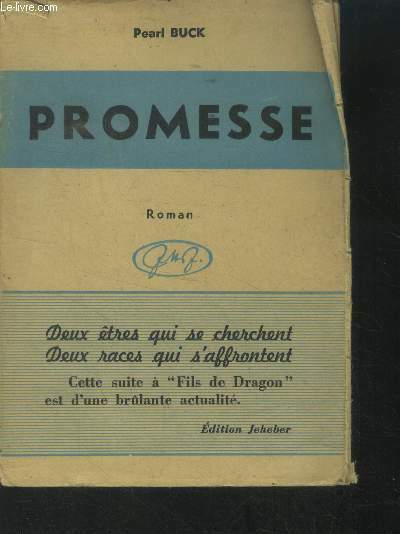 Le-livre.com
Pearl BUCK
PROMESSE
Roman
Deux êtres qui se cherchent
Deux races qui s'affrontent
Cette suite à "Fils de Dragon"
est d'une brûlante actualité.
Édition Jeheber